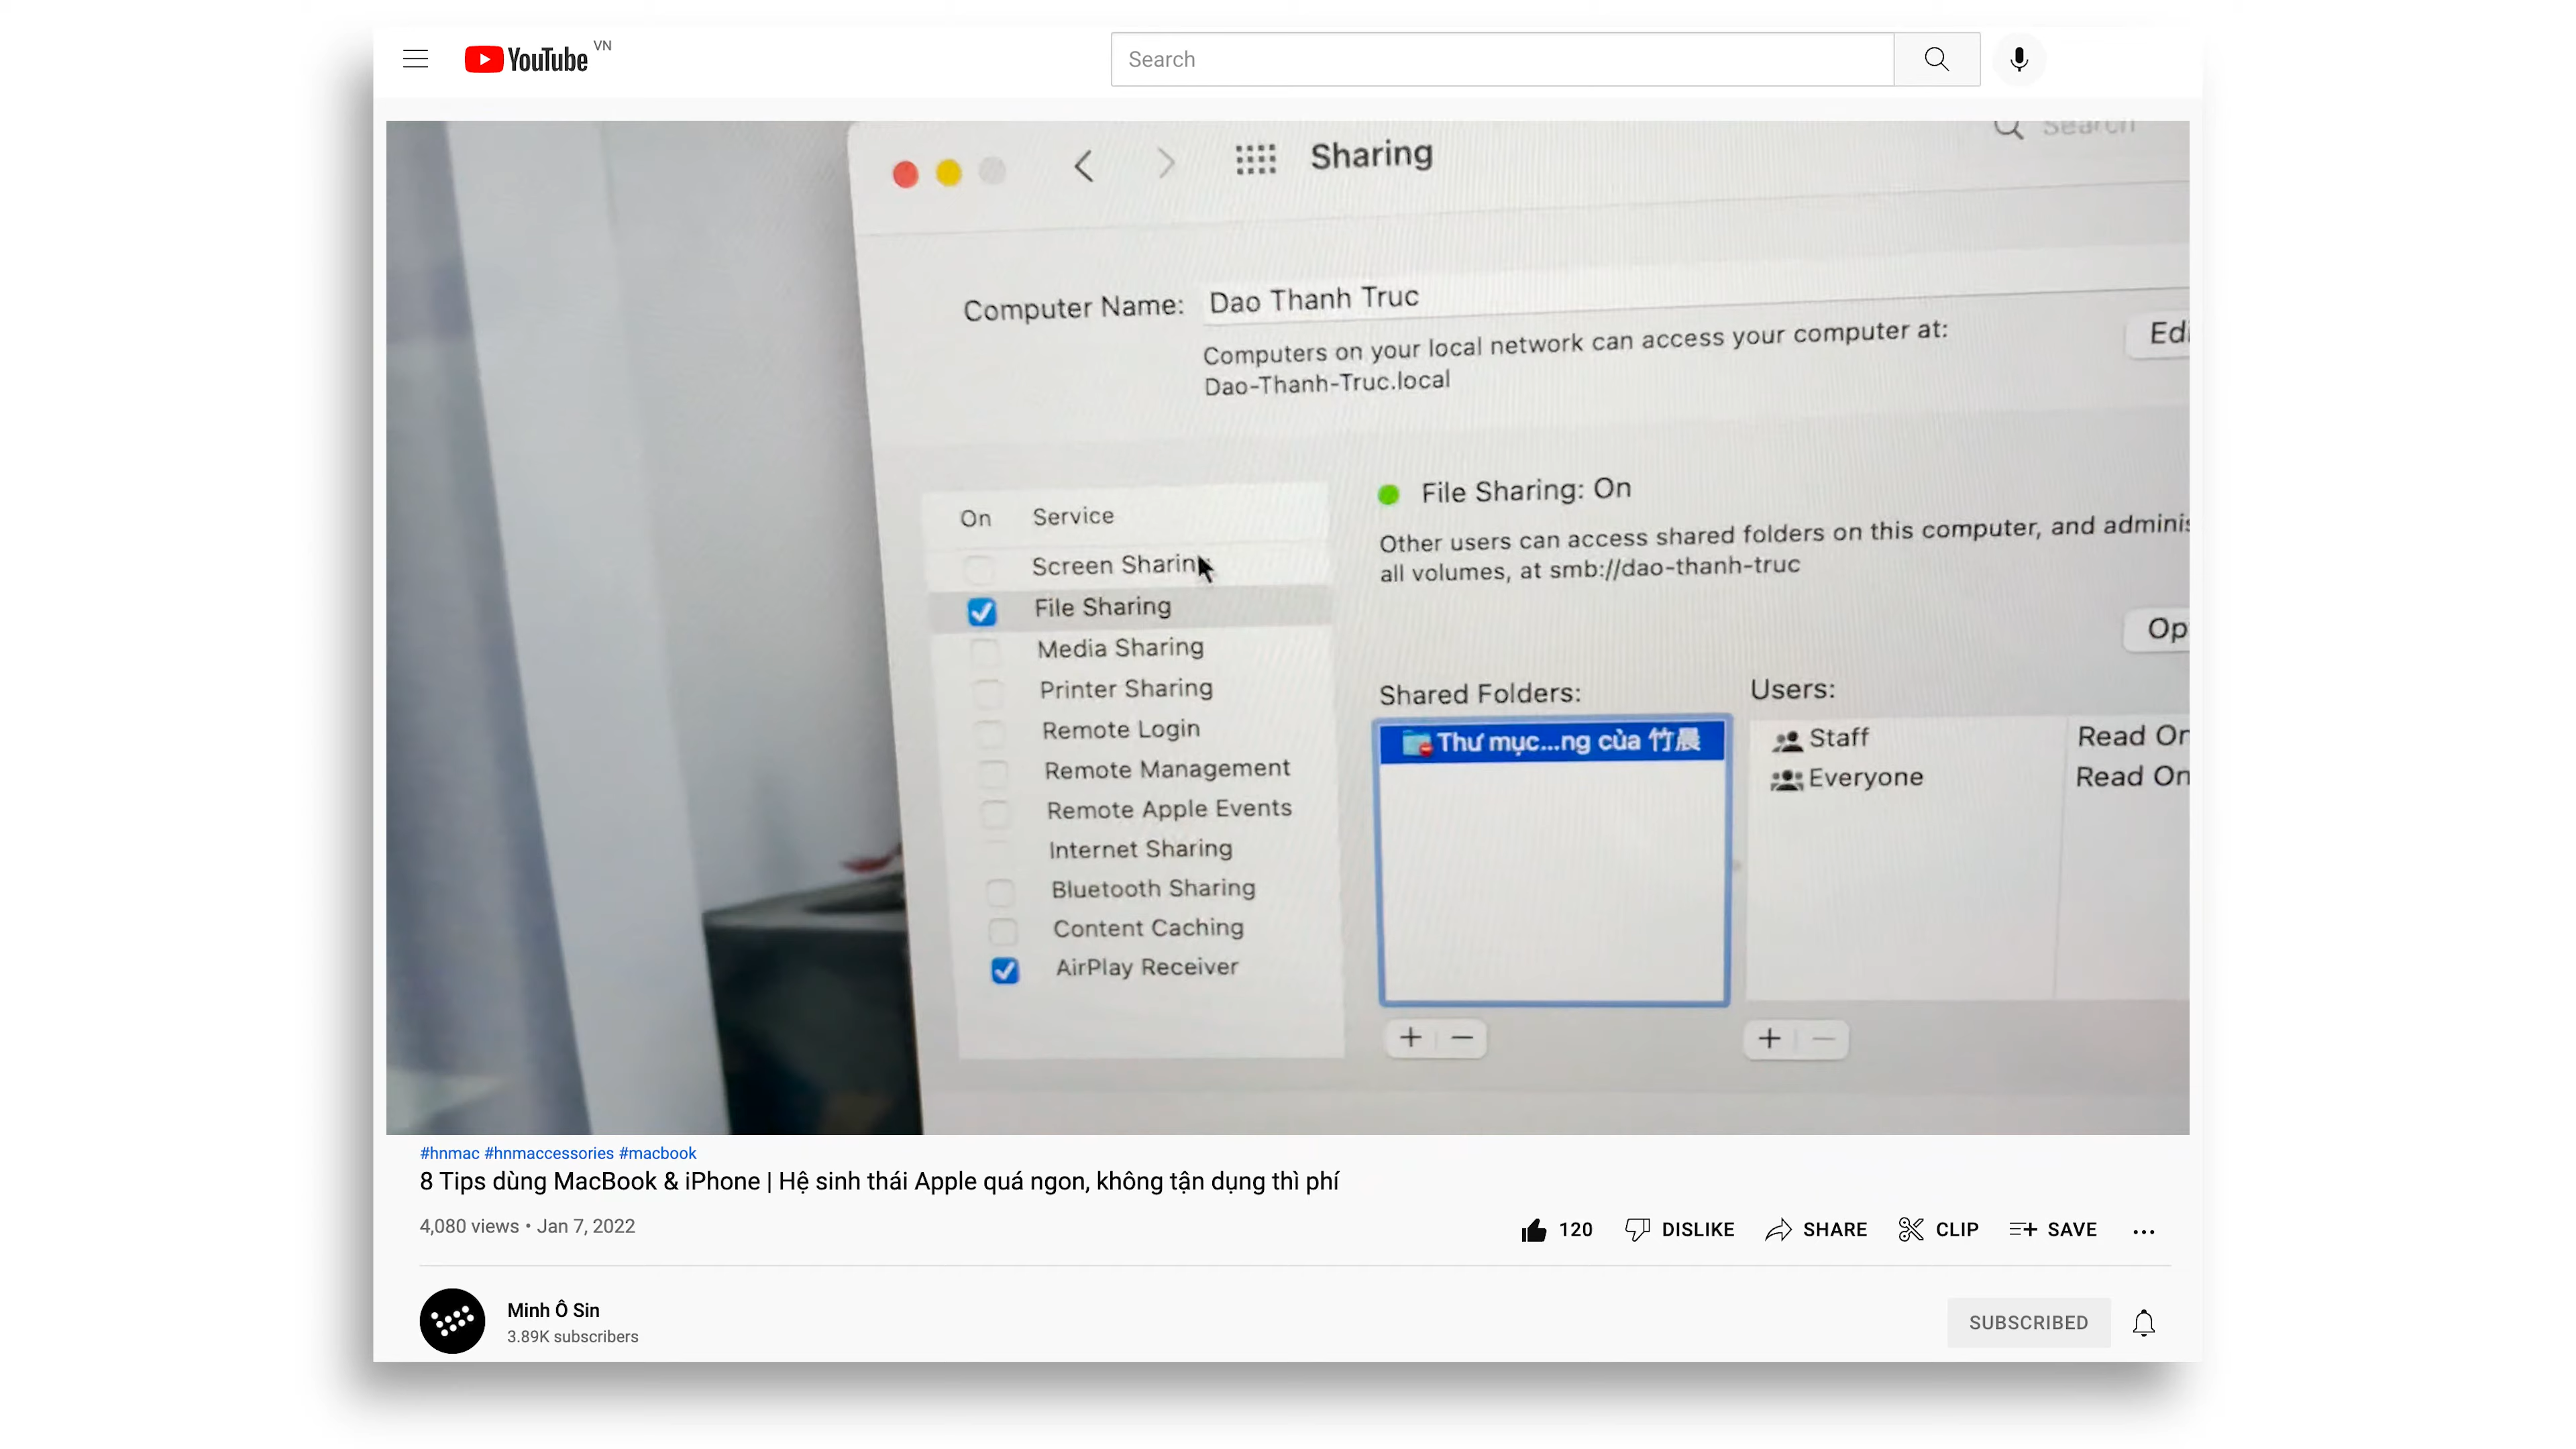 YouTube VN
Search
Search
Sharing
Computer Name: Dao Thanh Truc
Computers on your local network can access your computer at:
Dao-Thanh-Truc.local
On Service
Screen Sharin
File Sharing
Media Sharing
Printer Sharing
Remote Login
Remote Management
Remote Apple Events
Internet Sharing
Bluetooth Sharing
Content Caching
AirPlay Receiver
File Sharing: On
Other users can access shared folders on this computer, and adminis
all volumes, at smb://dao-thanh-truc
Shared Folders:
Thư mục...ng của 竹晨
Users:
Staff Read On
Everyone Read On
+ −
+ −
#hnmac #hnmaccessories #macbook
8 Tips dùng MacBook & iPhone | Hệ sinh thái Apple quá ngon, không tận dụng thì phí
4,080 views • Jan 7, 2022
120 DISLIKE SHARE CLIP SAVE ...
Minh Ô Sin
3.89K subscribers
SUBSCRIBED